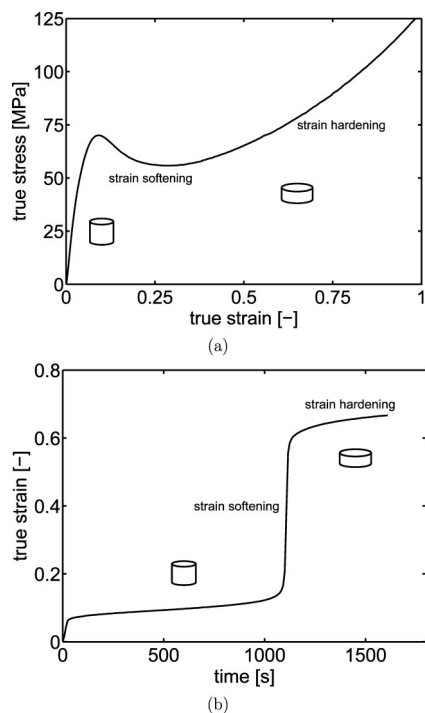 125
100
75
50
25
0
true stress [MPa]
strain hardening
strain softening
0
0.25
0.5
0.75
1
true strain [−]
(a)
0.8
0.6
0.4
0.2
0
true strain [−]
strain hardening
strain softening
0
500
1000
1500
time [s]
(b)